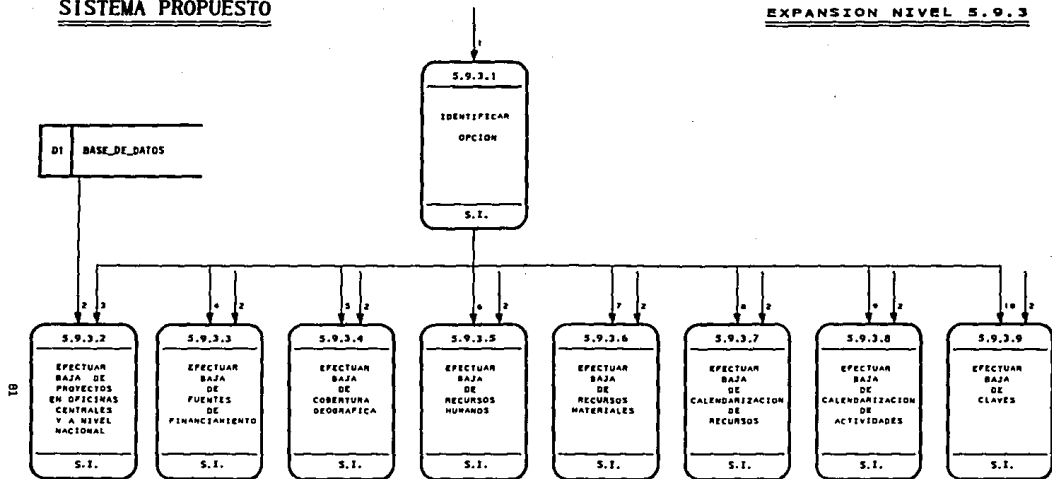 SISTEMA PROPUESTO
EXPANSION NIVEL 5.9.3
1
5.9.3.1
IDENTIFICAR
OPCION
S.I.
D1 BASE_DE_DATOS
2 3
4 2
5 2
6 2
7 2
8 2
9 2
10 2
5.9.3.2
EFECTUAR
BAJA DE
PROYECTOS
EN OFICINAS
CENTRALES
Y A NIVEL
NACIONAL
S.I.
5.9.3.3
EFECTUAR
BAJA
DE
FUENTES
DE
FINANCIAMIENTO
S.I.
5.9.3.4
EFECTUAR
BAJA
DE
COBERTURA
GEOGRAFICA
S.I.
5.9.3.5
EFECTUAR
BAJA
DE
RECURSOS
HUMANOS
S.I.
5.9.3.6
EFECTUAR
BAJA
DE
RECURSOS
MATERIALES
S.I.
5.9.3.7
EFECTUAR
BAJA
DE
CALENDARIZACION
DE
RECURSOS
S.I.
5.9.3.8
EFECTUAR
BAJA
DE
CALENDARIZACION
DE
ACTIVIDADES
S.I.
5.9.3.9
EFECTUAR
BAJA
DE
CLAVES
S.I.
81